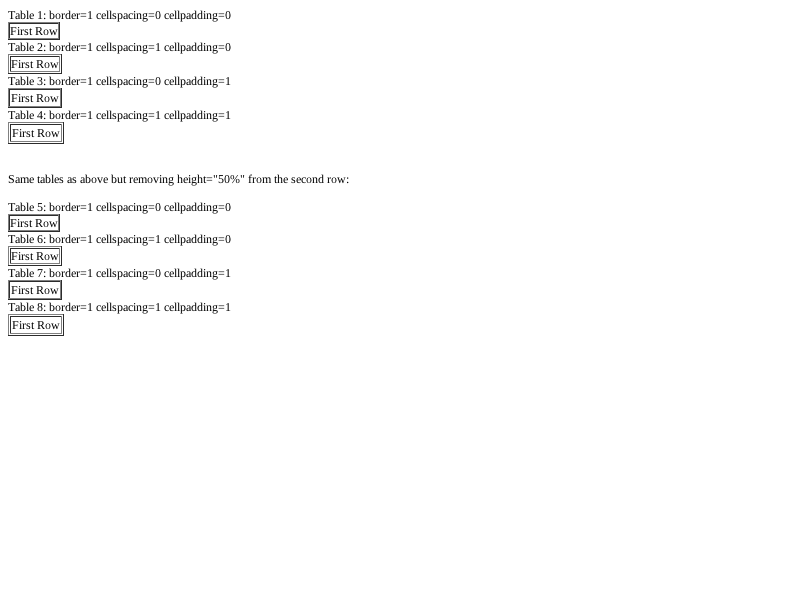 Table 1: border=1 cellspacing=0 cellpadding=0
First Row
Table 2: border=1 cellspacing=1 cellpadding=0
First Row
Table 3: border=1 cellspacing=0 cellpadding=1
First Row
Table 4: border=1 cellspacing=1 cellpadding=1
First Row
Same tables as above but removing height="50%" from the second row:
Table 5: border=1 cellspacing=0 cellpadding=0
First Row
Table 6: border=1 cellspacing=1 cellpadding=0
First Row
Table 7: border=1 cellspacing=0 cellpadding=1
First Row
Table 8: border=1 cellspacing=1 cellpadding=1
First Row